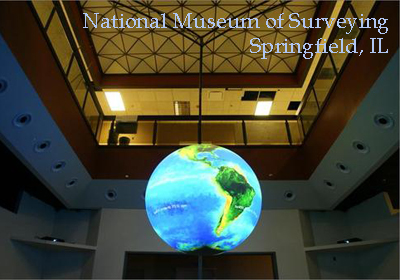 National Museum of Surveying
Springfield, IL